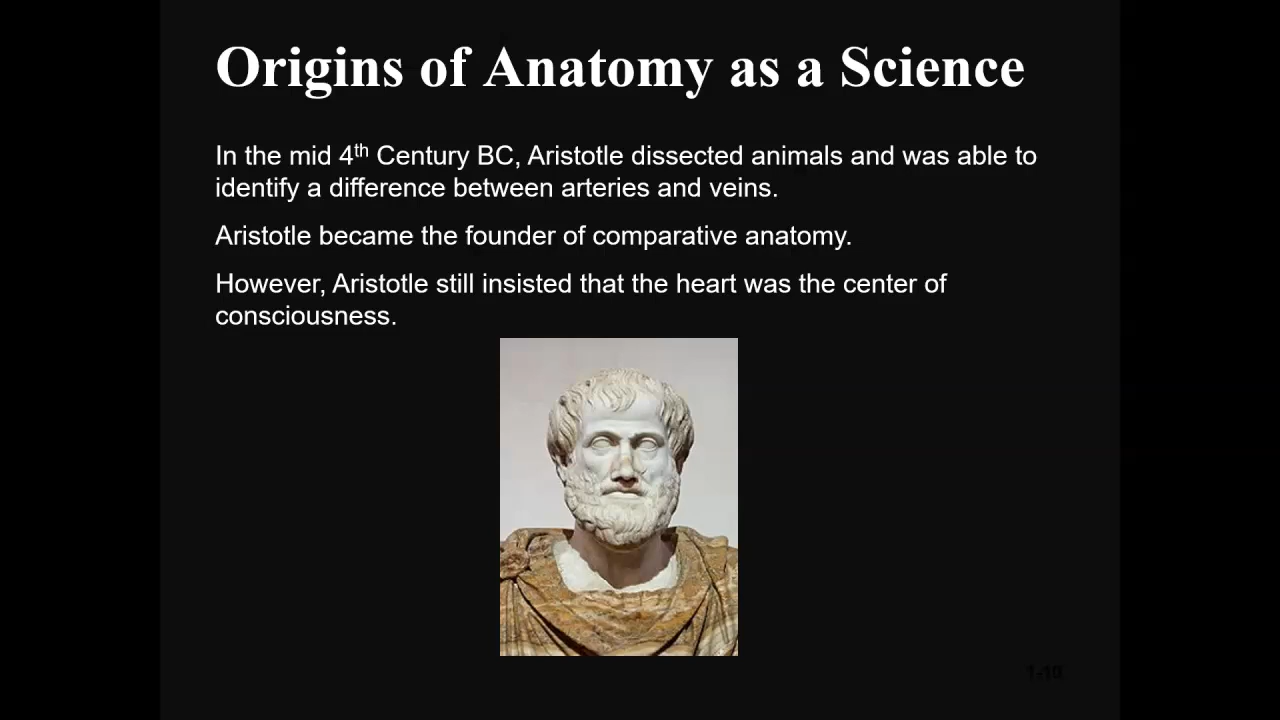 Origins of Anatomy as a Science
In the mid 4th Century BC, Aristotle dissected animals and was able to
identify a difference between arteries and veins.
Aristotle became the founder of comparative anatomy.
However, Aristotle still insisted that the heart was the center of
consciousness.
1-10